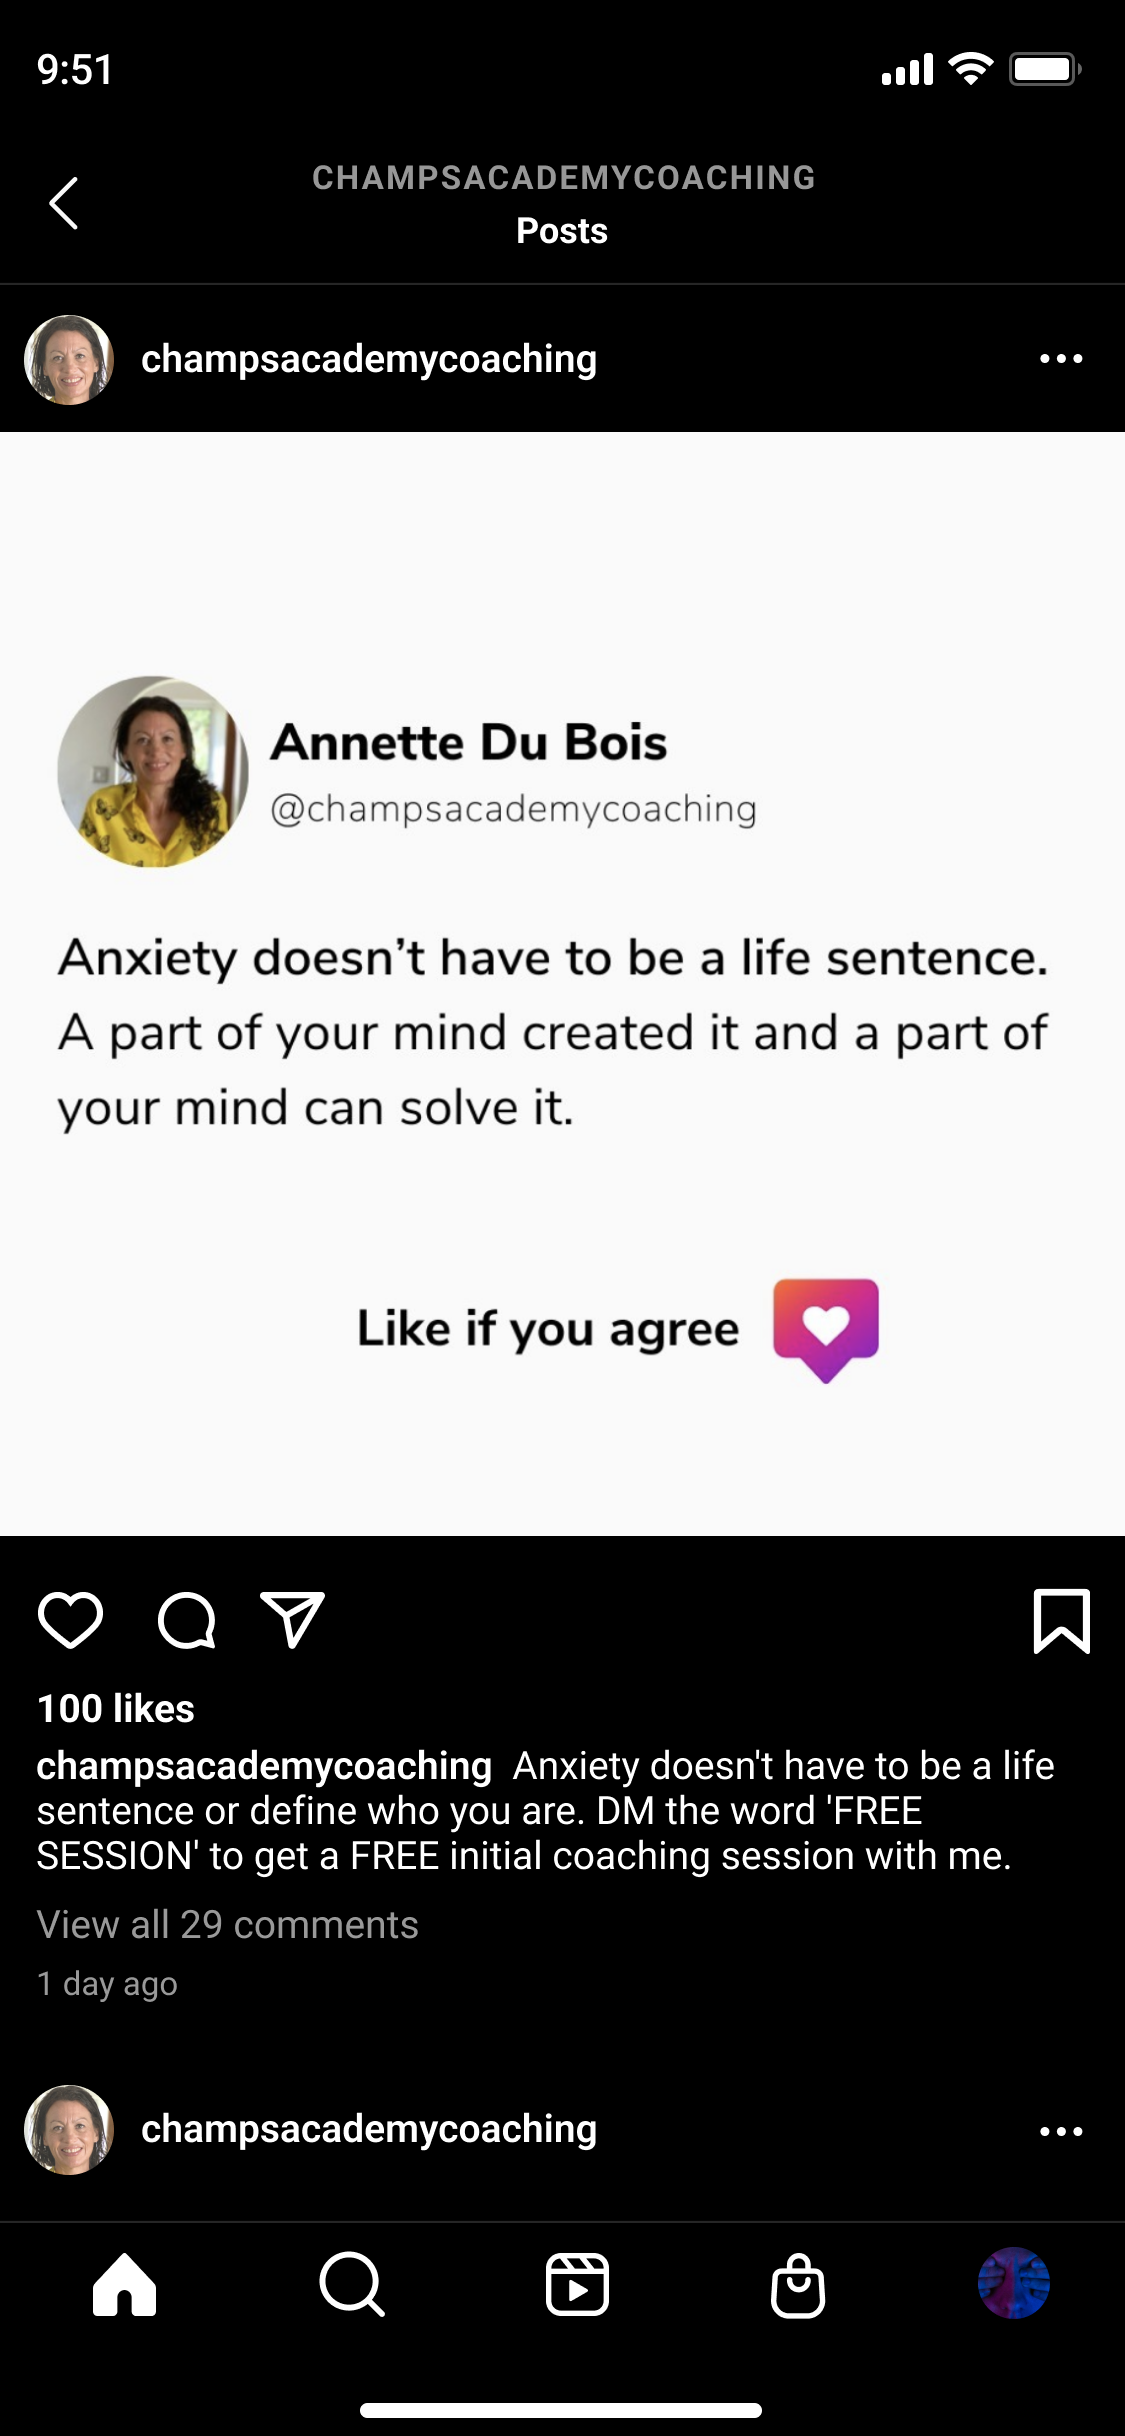 9:51
CHAMPSACADEMYCOACHING
Posts
champsacademycoaching
Annette Du Bois
@champsacademycoaching
Anxiety doesn’t have to be a life sentence.
A part of your mind created it and a part of
your mind can solve it.
Like if you agree
100 likes
champsacademycoaching Anxiety doesn't have to be a life
sentence or define who you are. DM the word 'FREE
SESSION' to get a FREE initial coaching session with me.
View all 29 comments
1 day ago
champsacademycoaching